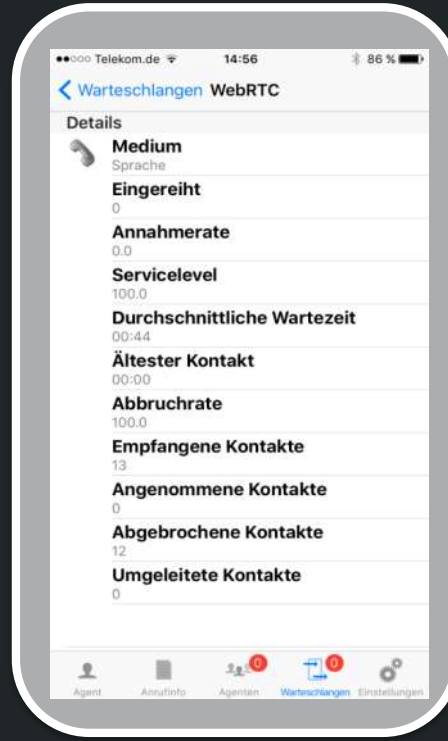 Telekom.de 14:56 86 %
Warteschlangen WebRTC
Details
Medium
Sprache
Eingereiht
0
Annahmerate
0.0
Servicelevel
100.0
Durchschnittliche Wartezeit
00:44
Ältester Kontakt
00:00
Abbruchrate
100.0
Empfangene Kontakte
13
Angenommene Kontakte
0
Abgebrochene Kontakte
12
Umgeleitete Kontakte
0
0 0
Agent Anrufinfo Agenten Warteschlangen Einstellungen